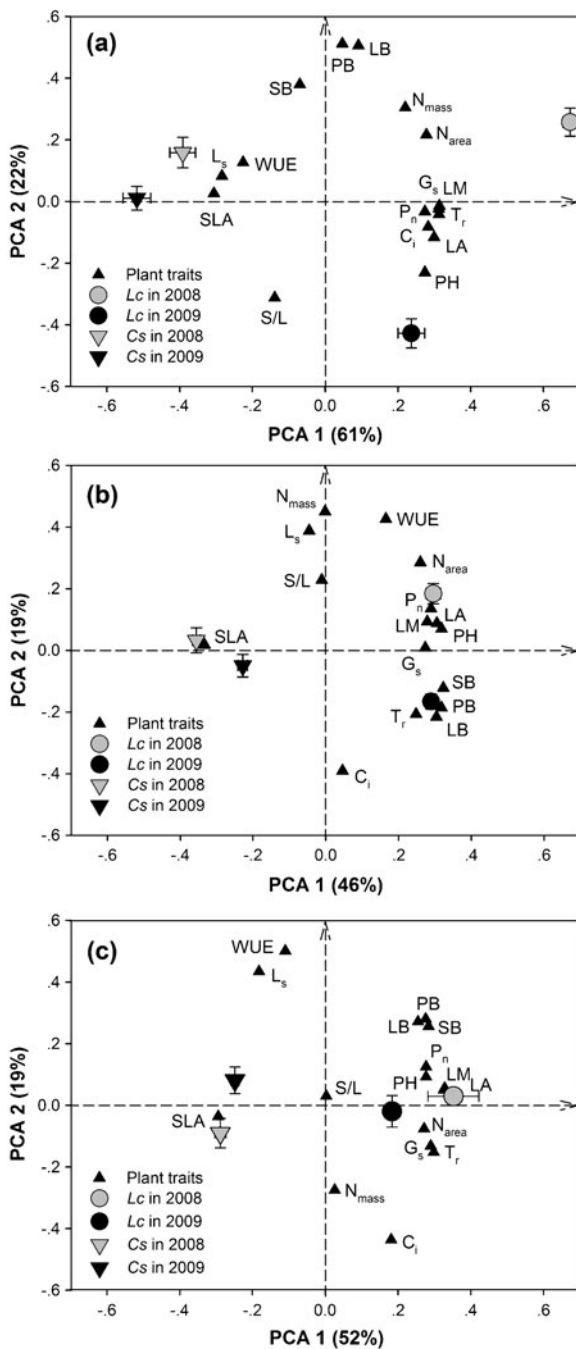 (a)
.6
.4
.2
0.0
-.2
-.4
-.6
PCA 2 (22%)
PB
LB
SB
Nmass
Narea
Ls
WUE
SLA
Gs
LM
Pn
Tr
Ci
LA
PH
S/L
Plant traits
Lc in 2008
Lc in 2009
Cs in 2008
Cs in 2009
-.6 -.4 -.2 0.0 .2 .4 .6
PCA 1 (61%)
(b)
.6
.4
.2
0.0
-.2
-.4
-.6
PCA 2 (19%)
Nmass
WUE
Ls
Narea
S/L
Pn
LA
LM
PH
SLA
Gs
SB
PB
Tr
LB
Ci
Plant traits
Lc in 2008
Lc in 2009
Cs in 2008
Cs in 2009
-.6 -.4 -.2 0.0 .2 .4 .6
PCA 1 (46%)
(c)
.6
.4
.2
0.0
-.2
-.4
-.6
PCA 2 (19%)
WUE
Ls
PB
LB
SB
Pn
PH
LM
LA
S/L
SLA
Narea
Gs
Tr
Nmass
Ci
Plant traits
Lc in 2008
Lc in 2009
Cs in 2008
Cs in 2009
-.6 -.4 -.2 0.0 .2 .4 .6
PCA 1 (52%)